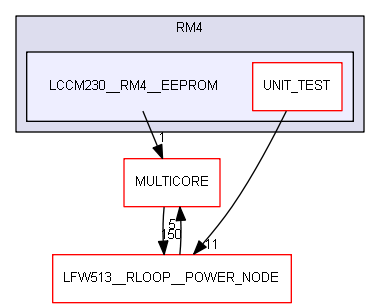 RM4
LCCM230__RM4__EEPROM
UNIT_TEST
1
MULTICORE
5
150
11
LFW513__RLOOP__POWER_NODE